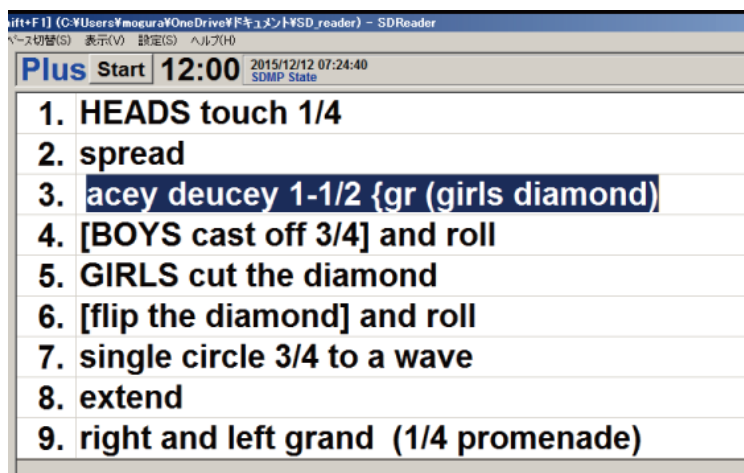 ift+F1] (C:¥Users¥mogura¥OneDrive¥ドキュメント¥SD_reader) - SDReader
ペース切替(S) 表示(V) 設定(S) ヘルプ(H)
Plus Start 12:00 2015/12/12 07:24:40
SDMP State
1. HEADS touch 1/4
2. spread
3. acey deucey 1-1/2 {gr (girls diamond)
4. [BOYS cast off 3/4] and roll
5. GIRLS cut the diamond
6. [flip the diamond] and roll
7. single circle 3/4 to a wave
8. extend
9. right and left grand (1/4 promenade)